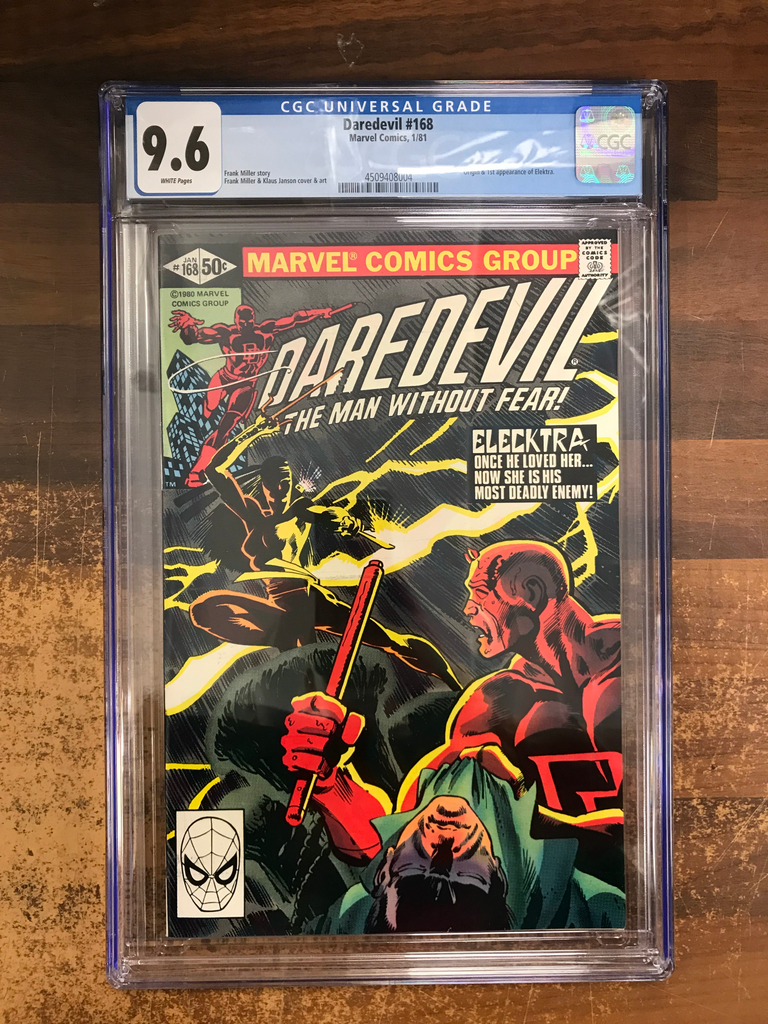 CGC UNIVERSAL GRADE
9.6
WHITE Pages
Daredevil #168
Marvel Comics, 1/81
Frank Miller story
Frank Miller & Klaus Janson cover & art
Origin & 1st appearance of Elektra.
4509408004
CGC
JAN
#168
50¢
MARVEL® COMICS GROUP
APPROVED
BY THE
COMICS
CODE
AUTHORITY
©1980 MARVEL
COMICS GROUP
DAREDEVIL®
THE MAN WITHOUT FEAR!
TM
ELECKTRA
ONCE HE LOVED HER...
NOW SHE IS HIS
MOST DEADLY ENEMY!